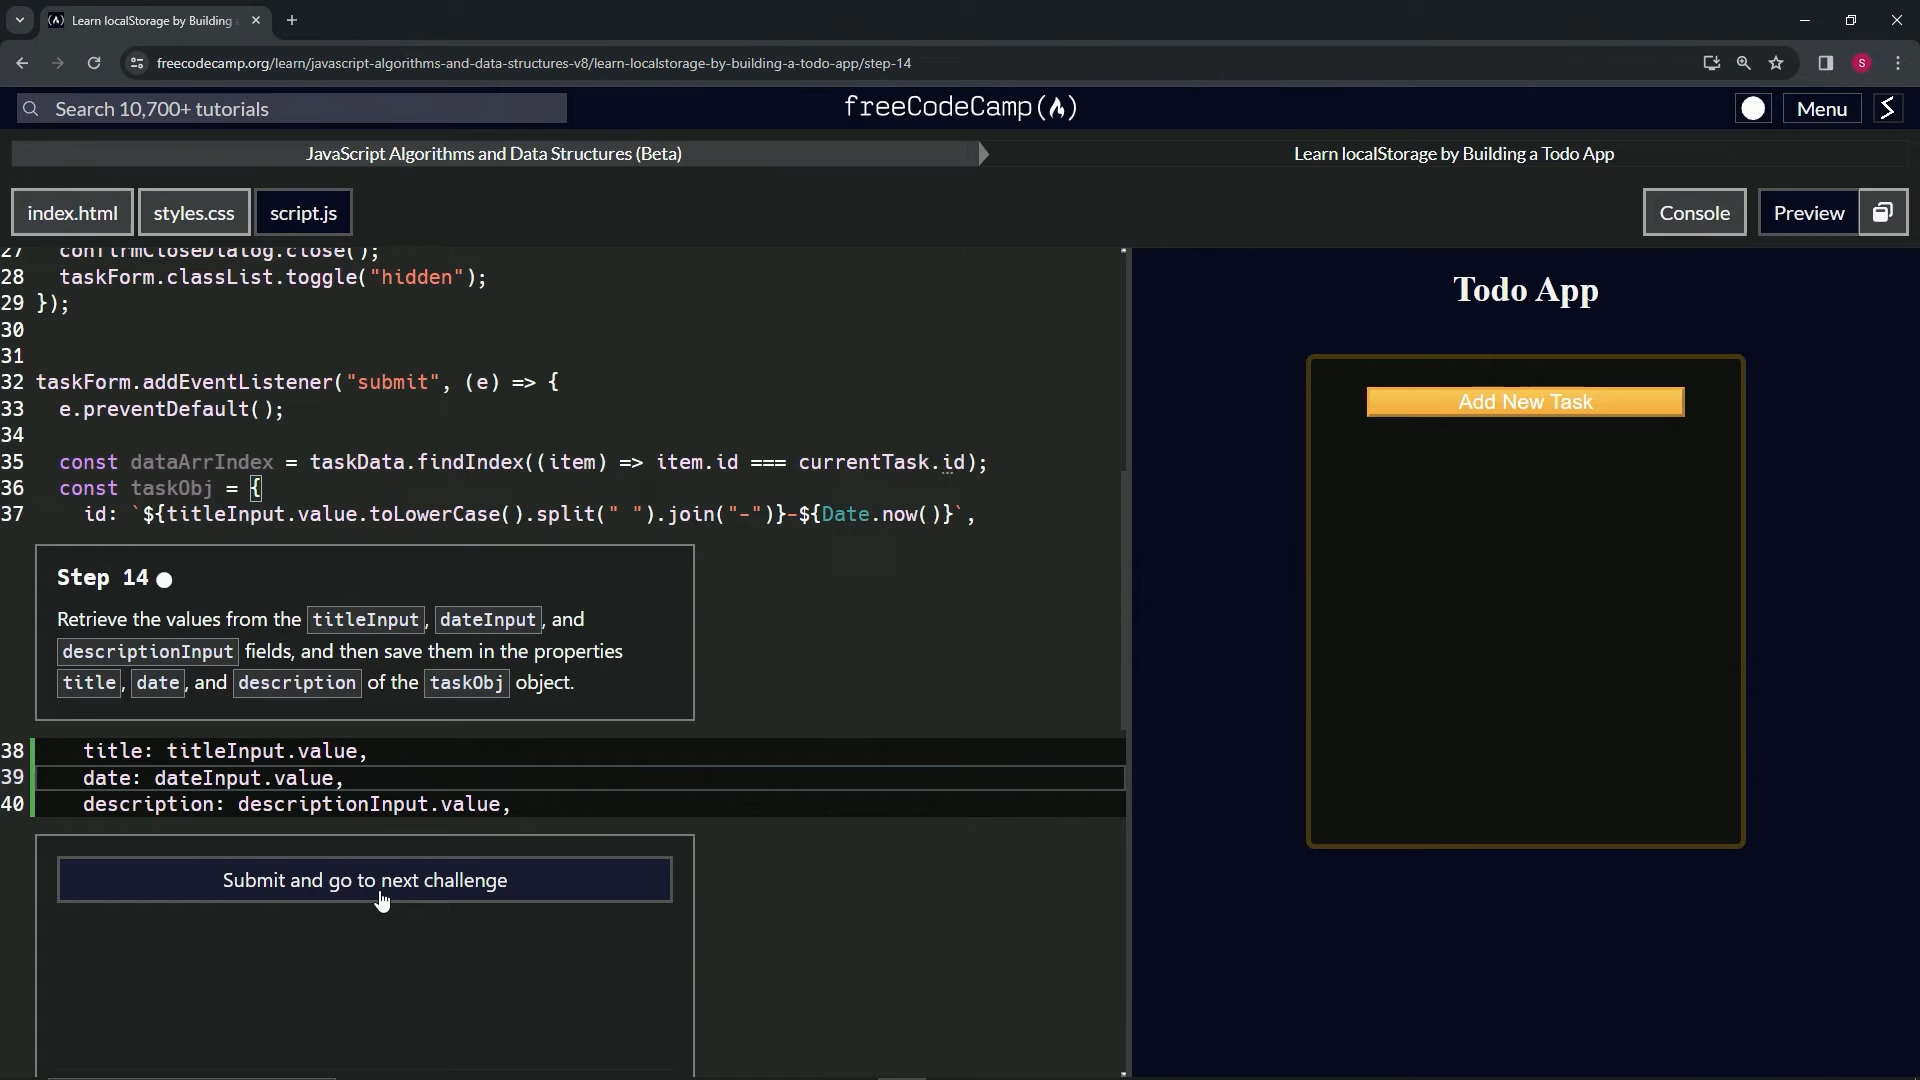 Learn localStorage by Building
freecodecamp.org/learn/javascript-algorithms-and-data-structures-v8/learn-localstorage-by-building-a-todo-app/step-14
S
Search 10,700+ tutorials
freeCodeCamp
Menu
JavaScript Algorithms and Data Structures (Beta)
Learn localStorage by Building a Todo App
index.html
styles.css
script.js
Console
Preview
27 confirmCloseDialog.close();
28 taskForm.classList.toggle("hidden");
29 });
30
31
32 taskForm.addEventListener("submit", (e) => {
33 e.preventDefault();
34
35 const dataArrIndex = taskData.findIndex((item) => item.id === currentTask.id);
36 const taskObj = {
37 id: `${titleInput.value.toLowerCase().split(" ").join("-")}-${Date.now()}`,
Step 14
Retrieve the values from the titleInput, dateInput, and
descriptionInput fields, and then save them in the properties
title, date, and description of the taskObj object.
38 title: titleInput.value,
39 date: dateInput.value,
40 description: descriptionInput.value,
Submit and go to next challenge
Todo App
Add New Task